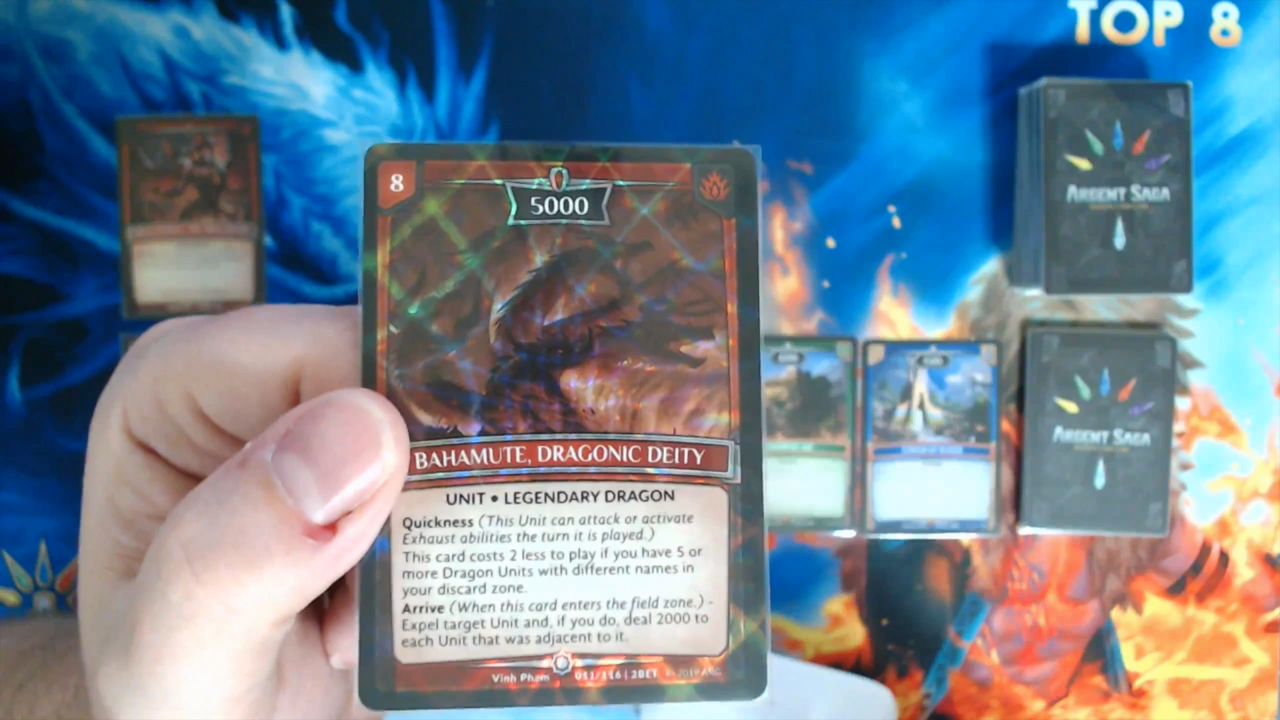 TOP 8
8
5000
BAHAMUTE, DRAGONIC DEITY
UNIT • LEGENDARY DRAGON
Quickness (This Unit can attack or activate
Exhaust abilities the turn it is played.)
This card costs 2 less to play if you have 5 or
more Dragon Units with different names in
your discard zone.
Arrive (When this card enters the field zone.) -
Expel target Unit and, if you do, deal 2000 to
each Unit that was adjacent to it.
Vinh Pham 011/116 | 2BET © 2019 ARC
ARGENT SAGA
ARGENT SAGA